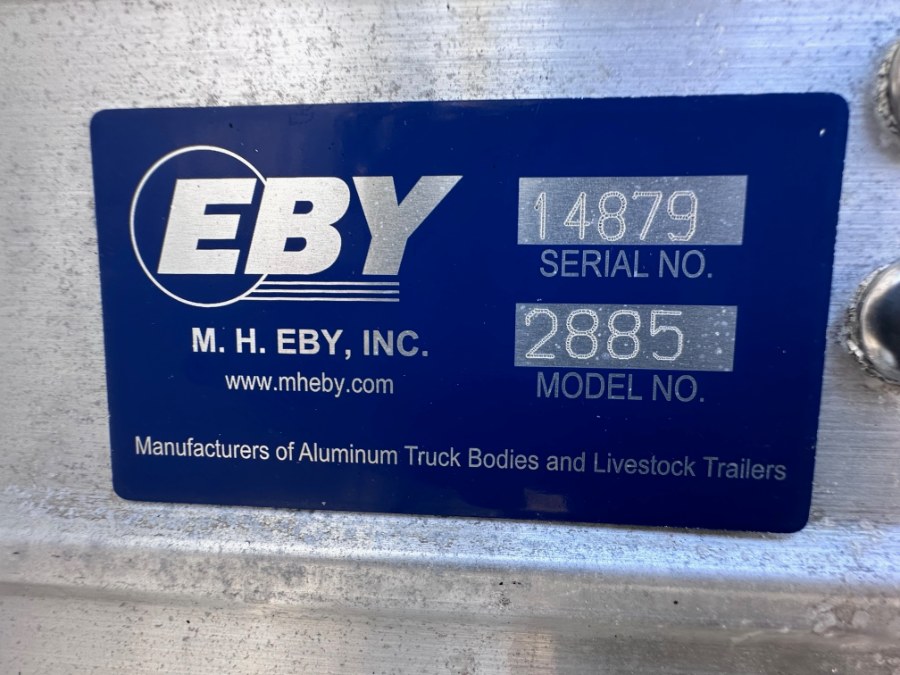 EBY
M. H. EBY, INC.
www.mheby.com
14879
SERIAL NO.
2885
MODEL NO.
Manufacturers of Aluminum Truck Bodies and Livestock Trailers